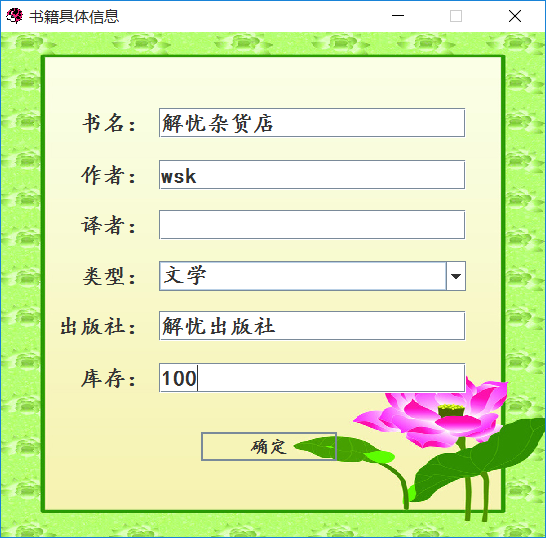 书籍具体信息
书名： 解忧杂货店
作者： wsk
译者：
类型： 文学
出版社： 解忧出版社
库存： 100
确定